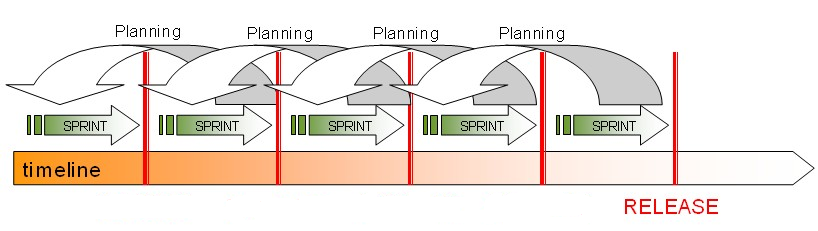 Planning
Planning
Planning
Planning
SPRINT
SPRINT
SPRINT
SPRINT
SPRINT
timeline
RELEASE